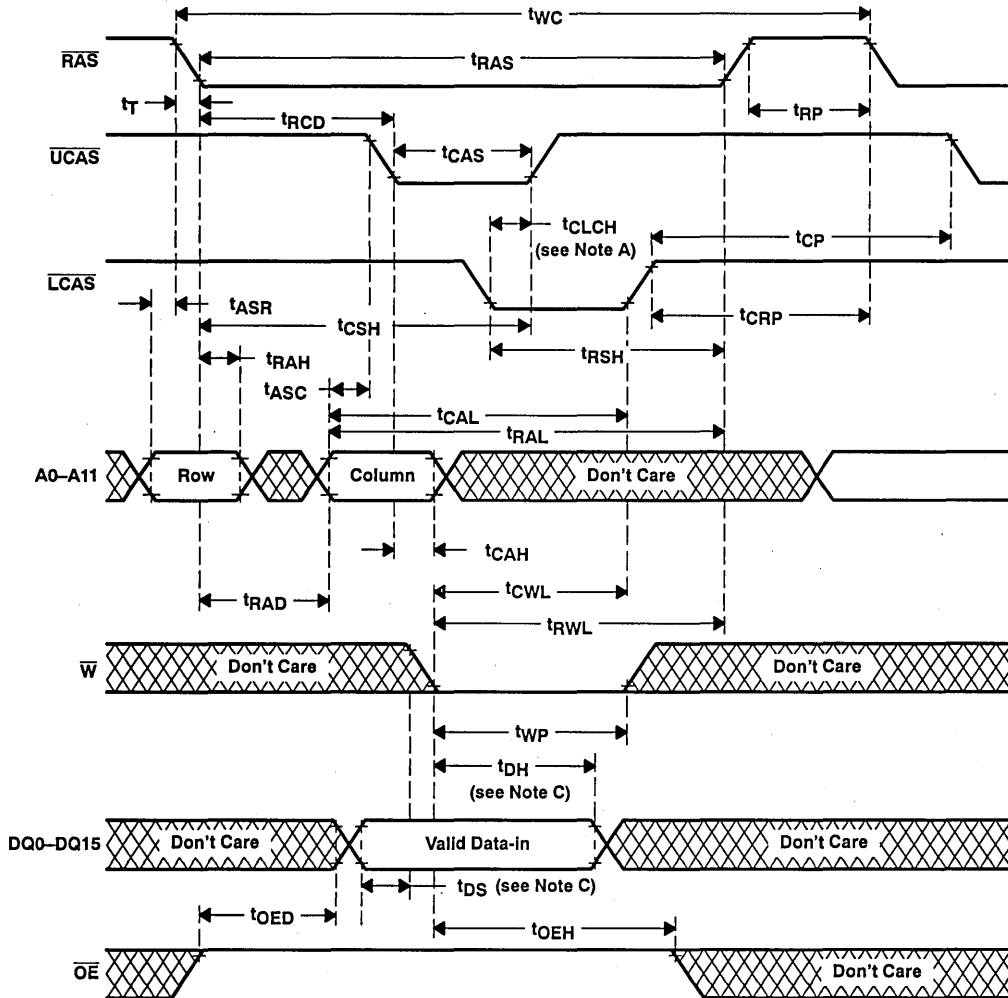 tWC
RAS
tRAS
tT
tRP
tRCD
UCAS
tCAS
tCLCH
(see Note A)
tCP
LCAS
tASR
tCSH
tCRP
tRAH
tRSH
tASC
tCAL
tRAL
A0–A11 Row Column Don't Care
tCAH
tCWL
tRAD
tRWL
W Don't Care Don't Care
tWP
tDH
(see Note C)
DQ0–DQ15 Don't Care Valid Data-in Don't Care
tDS (see Note C)
tOED
tOEH
OE Don't Care